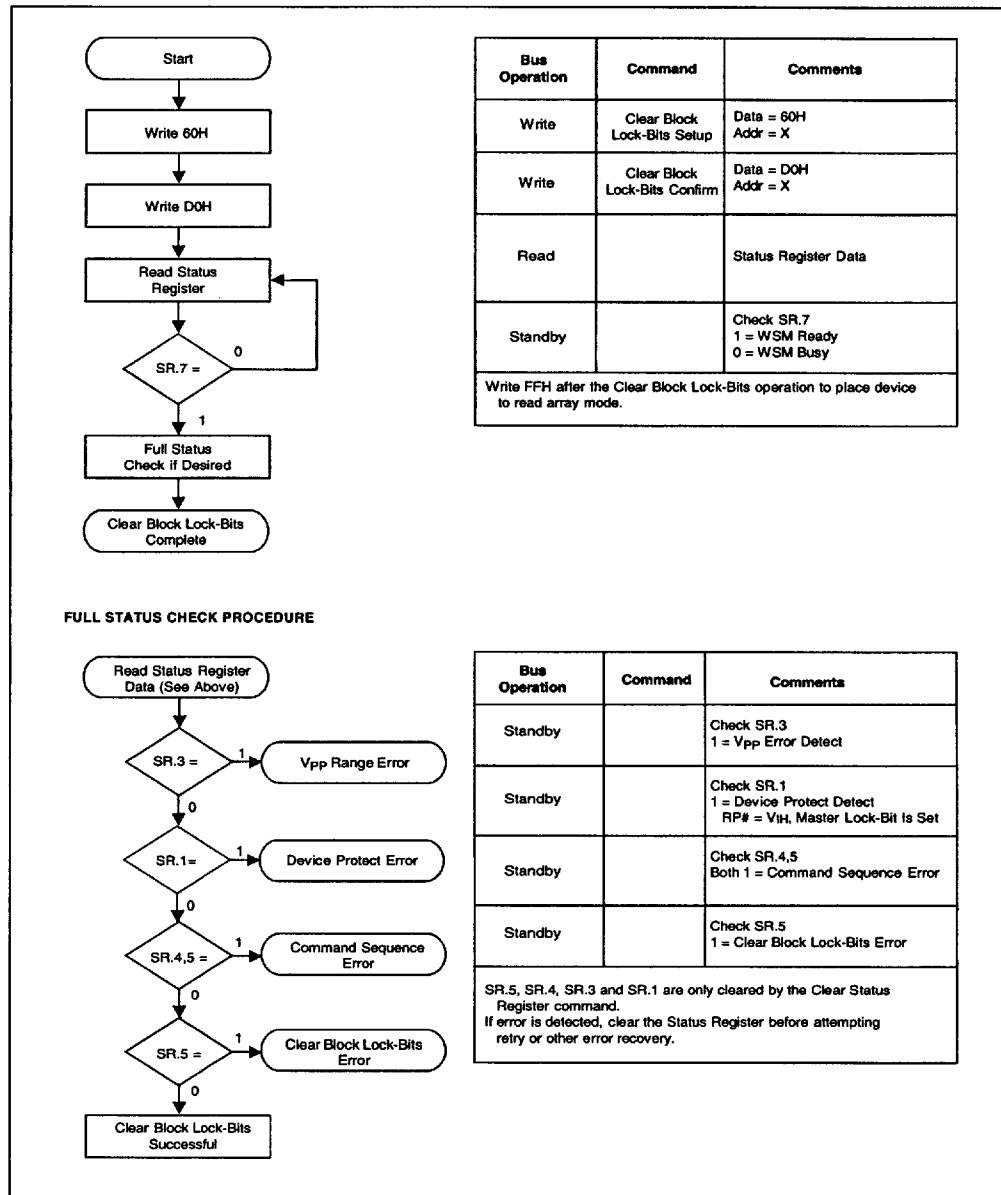 Start
Write 60H
Write D0H
Read Status
Register
0
SR.7 =
1
Full Status
Check if Desired
Clear Block Lock-Bits
Complete
Bus
Operation
Command
Comments
Write
Clear Block
Lock-Bits Setup
Data = 60H
Addr = X
Write
Clear Block
Lock-Bits Confirm
Data = D0H
Addr = X
Read
Status Register Data
Standby
Check SR.7
1 = WSM Ready
0 = WSM Busy
Write FFH after the Clear Block Lock-Bits operation to place device
to read array mode.
FULL STATUS CHECK PROCEDURE
Read Status Register
Data (See Above)
SR.3 =
1
VPP Range Error
0
SR.1=
1
Device Protect Error
0
SR.4,5 =
1
Command Sequence
Error
0
SR.5 =
1
Clear Block Lock-Bits
Error
0
Clear Block Lock-Bits
Successful
Bus
Operation
Command
Comments
Standby
Check SR.3
1 = VPP Error Detect
Standby
Check SR.1
1 = Device Protect Detect
RP# = VIH, Master Lock-Bit Is Set
Standby
Check SR.4,5
Both 1 = Command Sequence Error
Standby
Check SR.5
1 = Clear Block Lock-Bits Error
SR.5, SR.4, SR.3 and SR.1 are only cleared by the Clear Status
Register command.
If error is detected, clear the Status Register before attempting
retry or other error recovery.